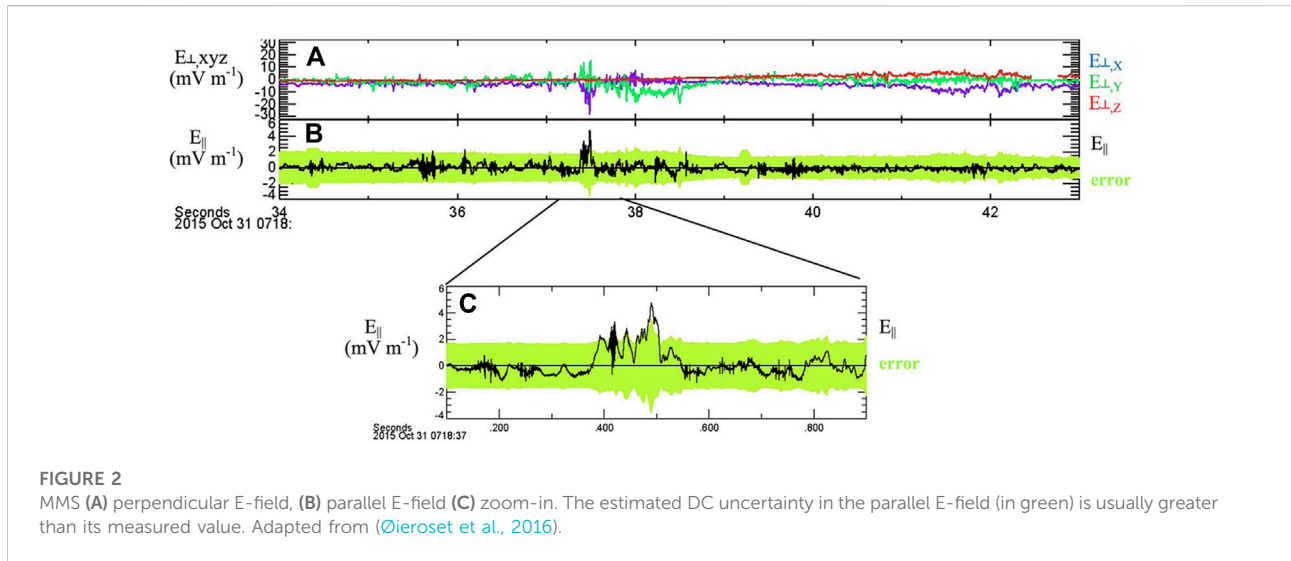 E⊥,xyz
(mV m⁻¹)
30
20
10
0
-10
-20
-30
A
E⊥,X
E⊥,Y
E⊥,Z
E||
(mV m⁻¹)
6
4
2
0
-2
-4
B
E||
error
34 36 38 40 42
Seconds
2015 Oct 31 0718:
E||
(mV m⁻¹)
6
4
2
0
-2
-4
C
E||
error
.200 .400 .600 .800
Seconds
2015 Oct 31 0718:37
FIGURE 2
MMS (A) perpendicular E-field, (B) parallel E-field (C) zoom-in. The estimated DC uncertainty in the parallel E-field (in green) is usually greater
than its measured value. Adapted from (Øieroset et al., 2016).